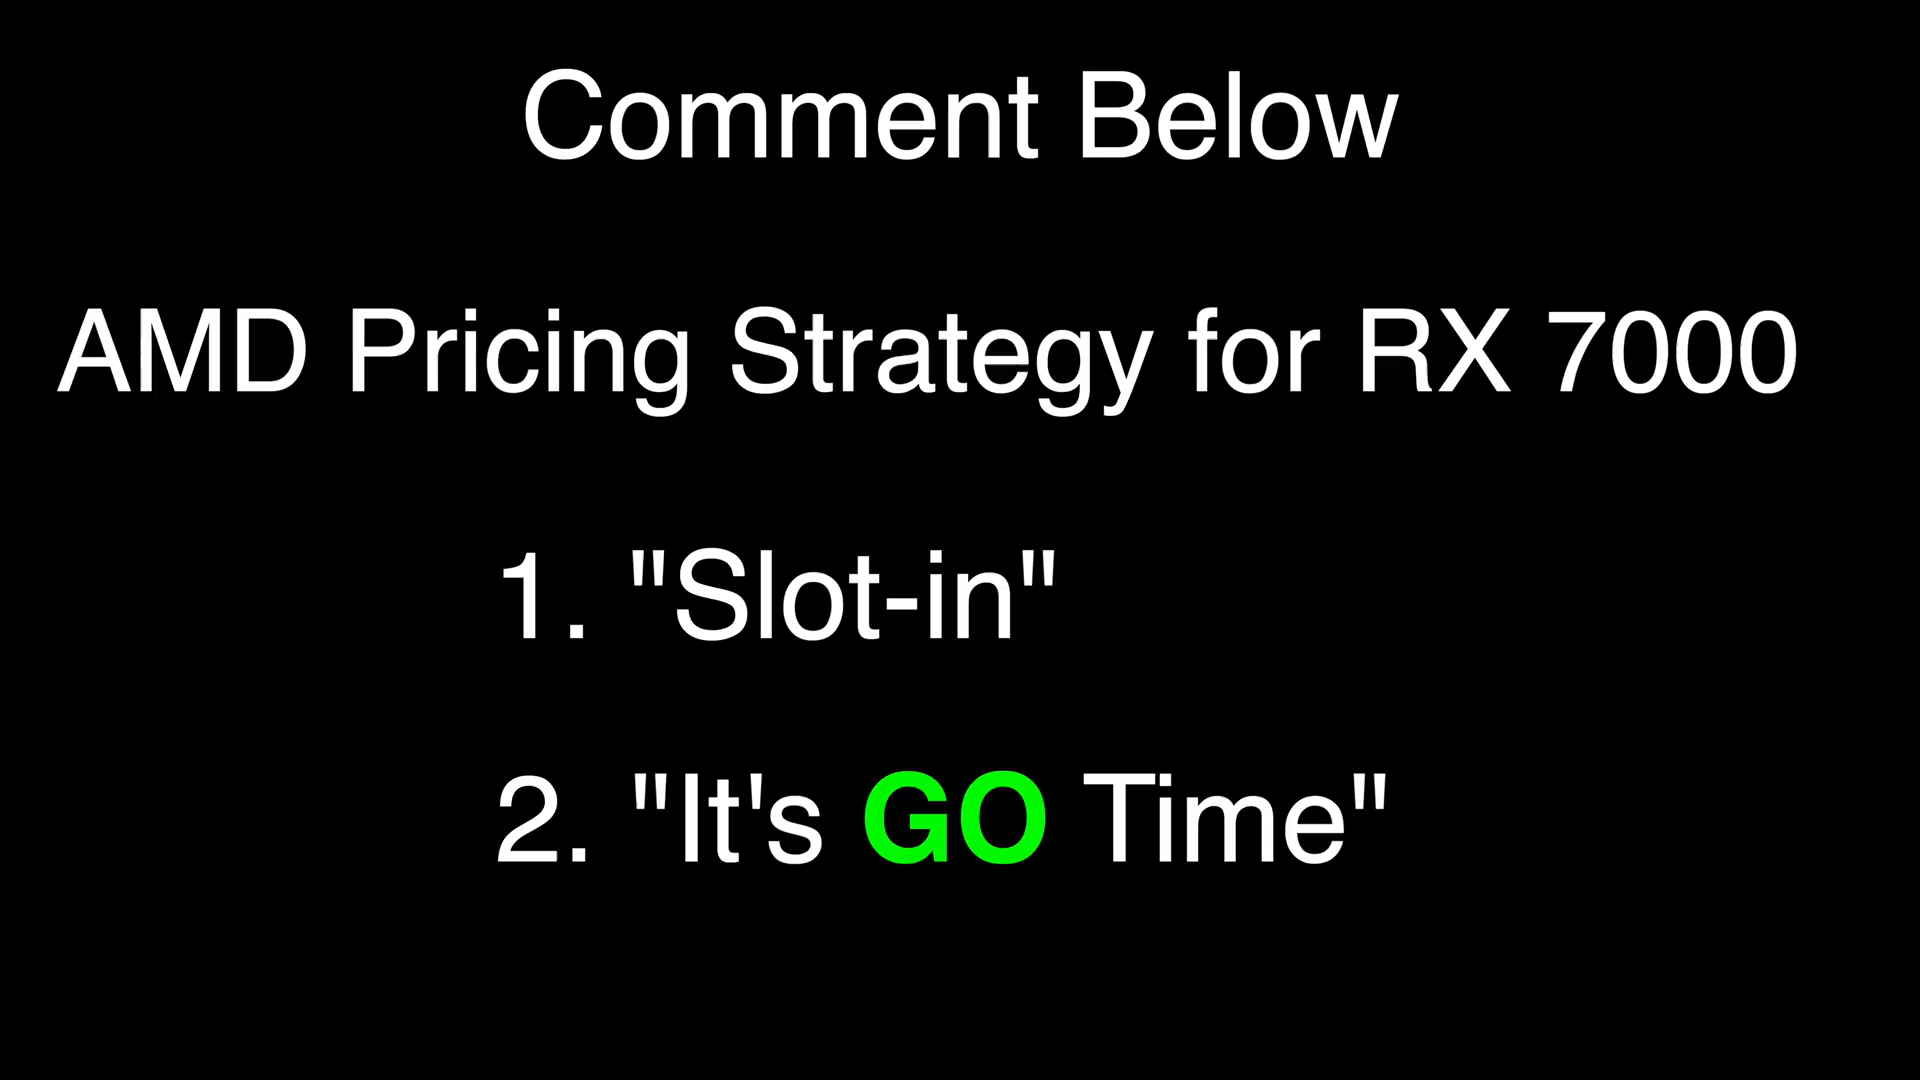 Comment Below
AMD Pricing Strategy for RX 7000
1. "Slot-in"
2. "It's GO Time"